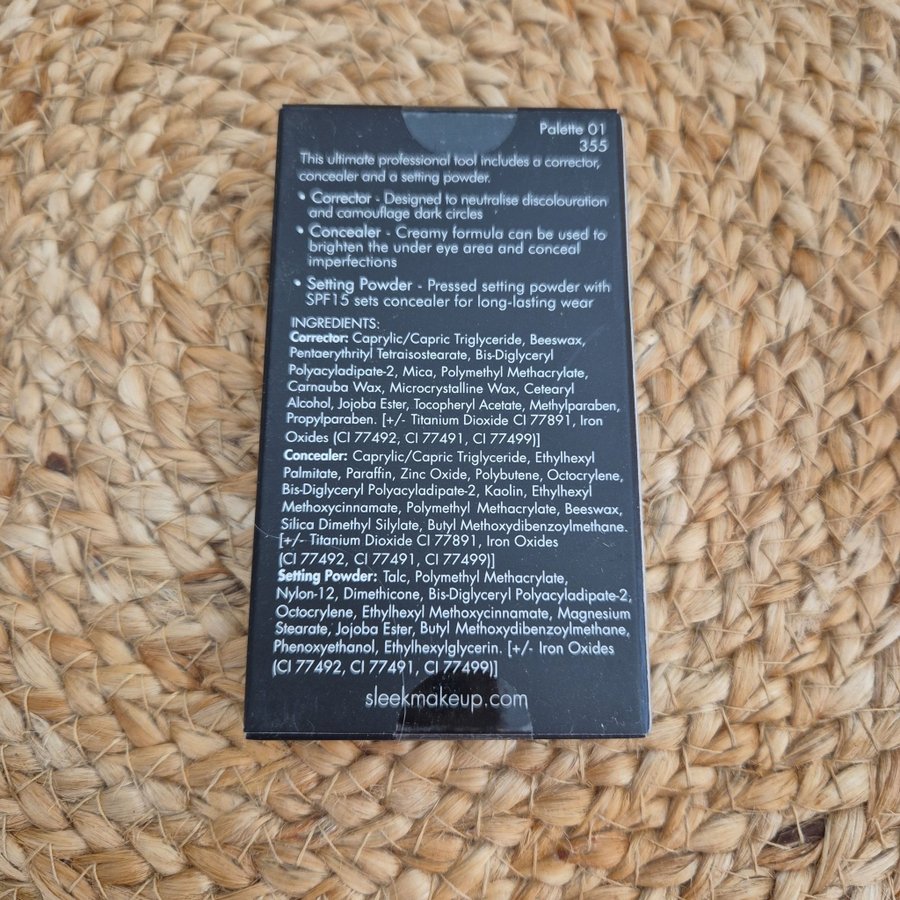 Palette 01
355
This ultimate professional tool includes a corrector,
concealer and a setting powder.
• Corrector - Designed to neutralise discolouration
and camouflage dark circles
• Concealer - Creamy formula can be used to
brighten the under eye area and conceal
imperfections
• Setting Powder - Pressed setting powder with
SPF15 sets concealer for long-lasting wear
INGREDIENTS:
Corrector: Caprylic/Capric Triglyceride, Beeswax,
Pentaerythrityl Tetraisostearate, Bis-Diglyceryl
Polyacyladipate-2, Mica, Polymethyl Methacrylate,
Carnauba Wax, Microcrystalline Wax, Cetearyl
Alcohol, Jojoba Ester, Tocopheryl Acetate, Methylparaben,
Propylparaben. [+/- Titanium Dioxide CI 77891, Iron
Oxides (CI 77492, CI 77491, CI 77499)]
Concealer: Caprylic/Capric Triglyceride, Ethylhexyl
Palmitate, Paraffin, Zinc Oxide, Polybutene, Octocrylene,
Bis-Diglyceryl Polyacyladipate-2, Kaolin, Ethylhexyl
Methoxycinnamate, Polymethyl Methacrylate, Beeswax,
Silica Dimethyl Silylate, Butyl Methoxydibenzoylmethane.
[+/- Titanium Dioxide CI 77891, Iron Oxides
(CI 77492, CI 77491, CI 77499)]
Setting Powder: Talc, Polymethyl Methacrylate,
Nylon-12, Dimethicone, Bis-Diglyceryl Polyacyladipate-2,
Octocrylene, Ethylhexyl Methoxycinnamate, Magnesium
Stearate, Jojoba Ester, Butyl Methoxydibenzoylmethane,
Phenoxyethanol, Ethylhexylglycerin. [+/- Iron Oxides
(CI 77492, CI 77491, CI 77499)]
sleekmakeup.com